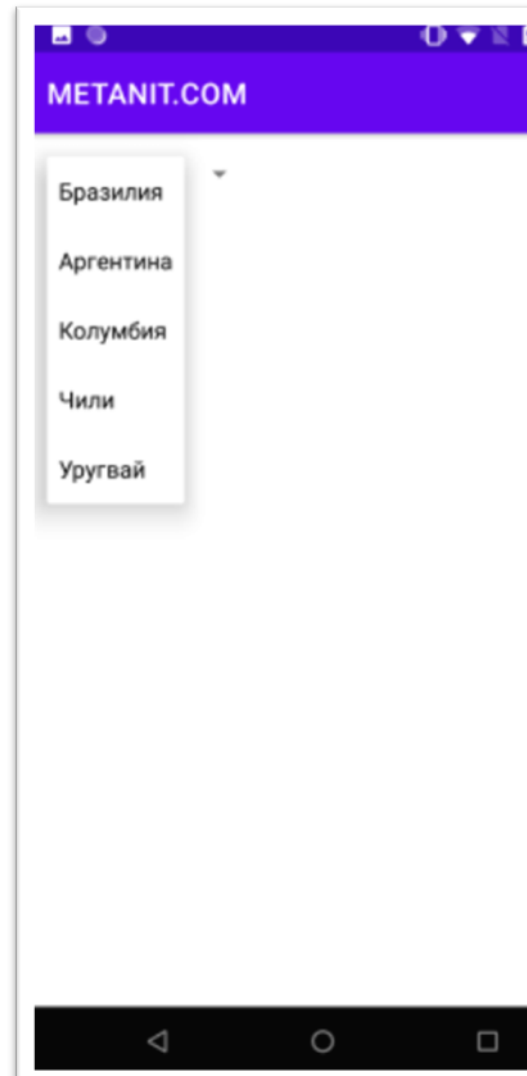 METANIT.COM
Бразилия
Аргентина
Колумбия
Чили
Уругвай